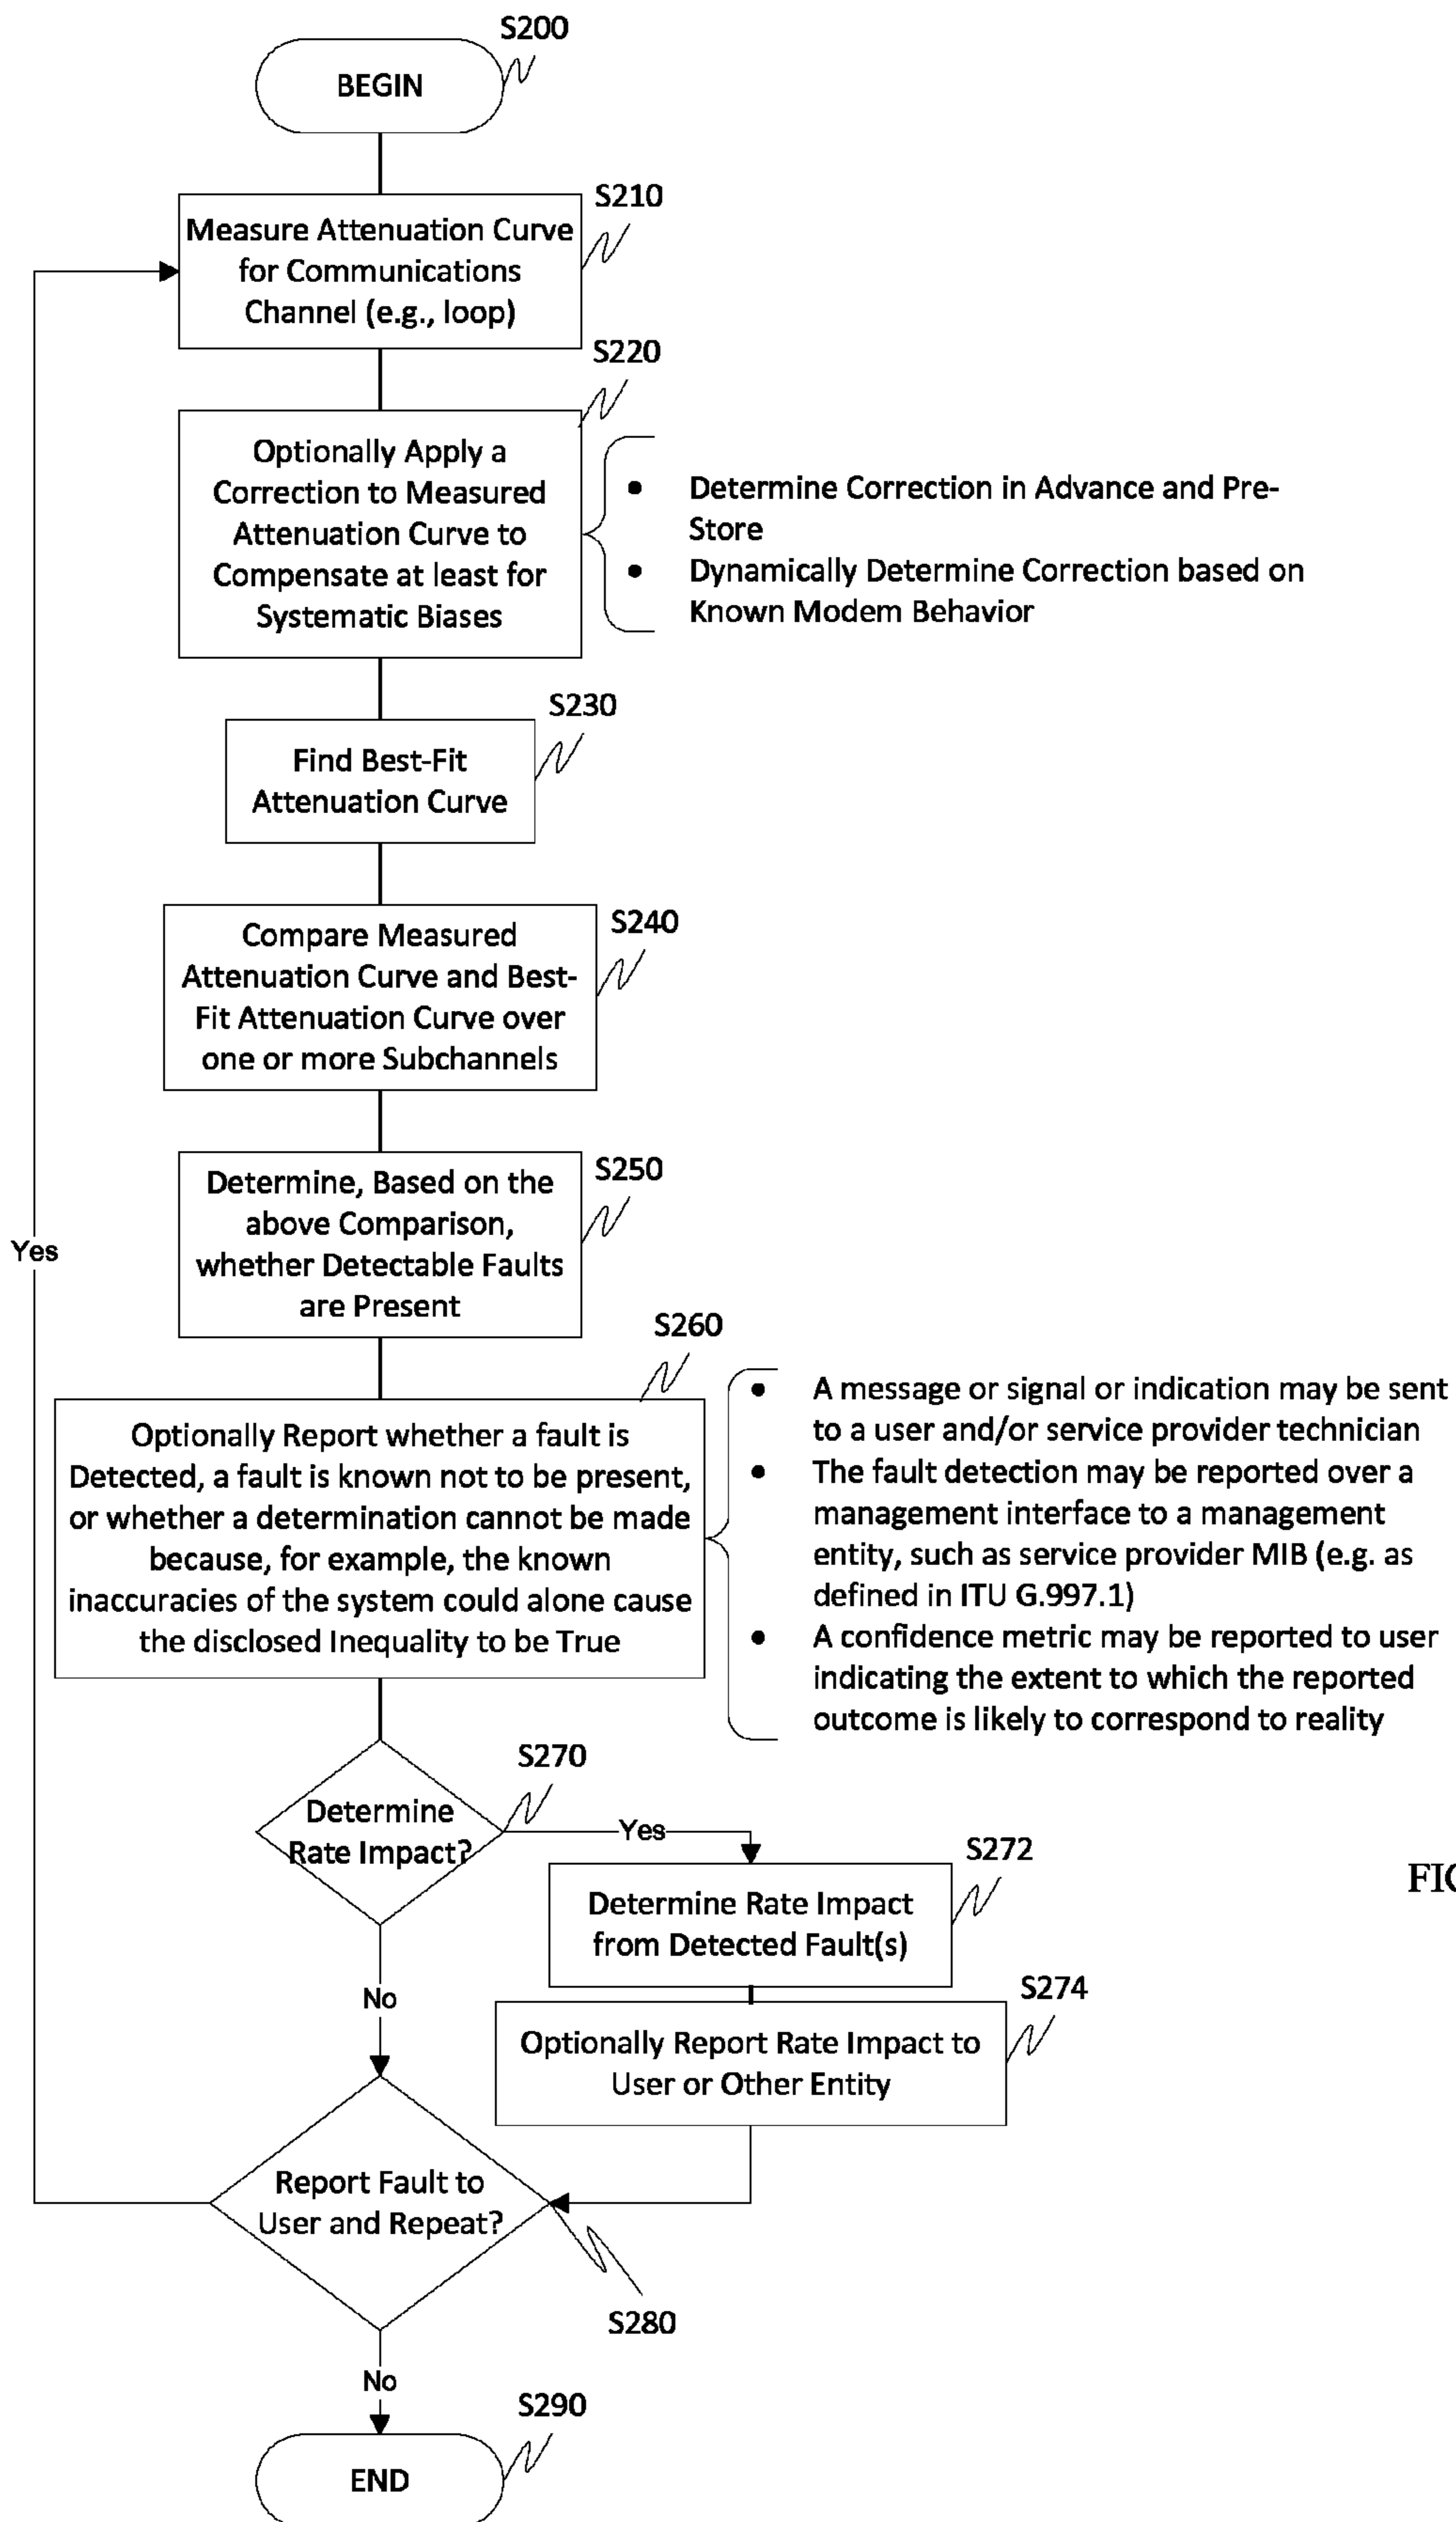 S200
BEGIN
S210
Measure Attenuation Curve
for Communications
Channel (e.g., loop)
S220
Optionally Apply a
Correction to Measured
Attenuation Curve to
Compensate at least for
Systematic Biases
• Determine Correction in Advance and Pre-
Store
• Dynamically Determine Correction based on
Known Modem Behavior
S230
Find Best-Fit
Attenuation Curve
S240
Compare Measured
Attenuation Curve and Best-
Fit Attenuation Curve over
one or more Subchannels
S250
Determine, Based on the
above Comparison,
whether Detectable Faults
are Present
Yes
S260
Optionally Report whether a fault is
Detected, a fault is known not to be present,
or whether a determination cannot be made
because, for example, the known
inaccuracies of the system could alone cause
the disclosed Inequality to be True
• A message or signal or indication may be sent
to a user and/or service provider technician
• The fault detection may be reported over a
management interface to a management
entity, such as service provider MIB (e.g. as
defined in ITU G.997.1)
• A confidence metric may be reported to user
indicating the extent to which the reported
outcome is likely to correspond to reality
S270
Determine
Rate Impact?
Yes
S272
Determine Rate Impact
from Detected Fault(s)
No
S274
Optionally Report Rate Impact to
User or Other Entity
Report Fault to
User and Repeat?
S280
No
S290
END